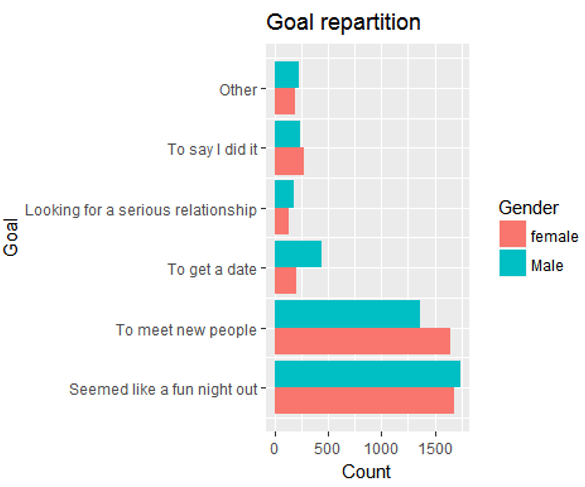 Goal repartition
Other
To say I did it
Looking for a serious relationship
To get a date
To meet new people
Seemed like a fun night out
Goal
0 500 1000 1500
Count
Gender
female
Male